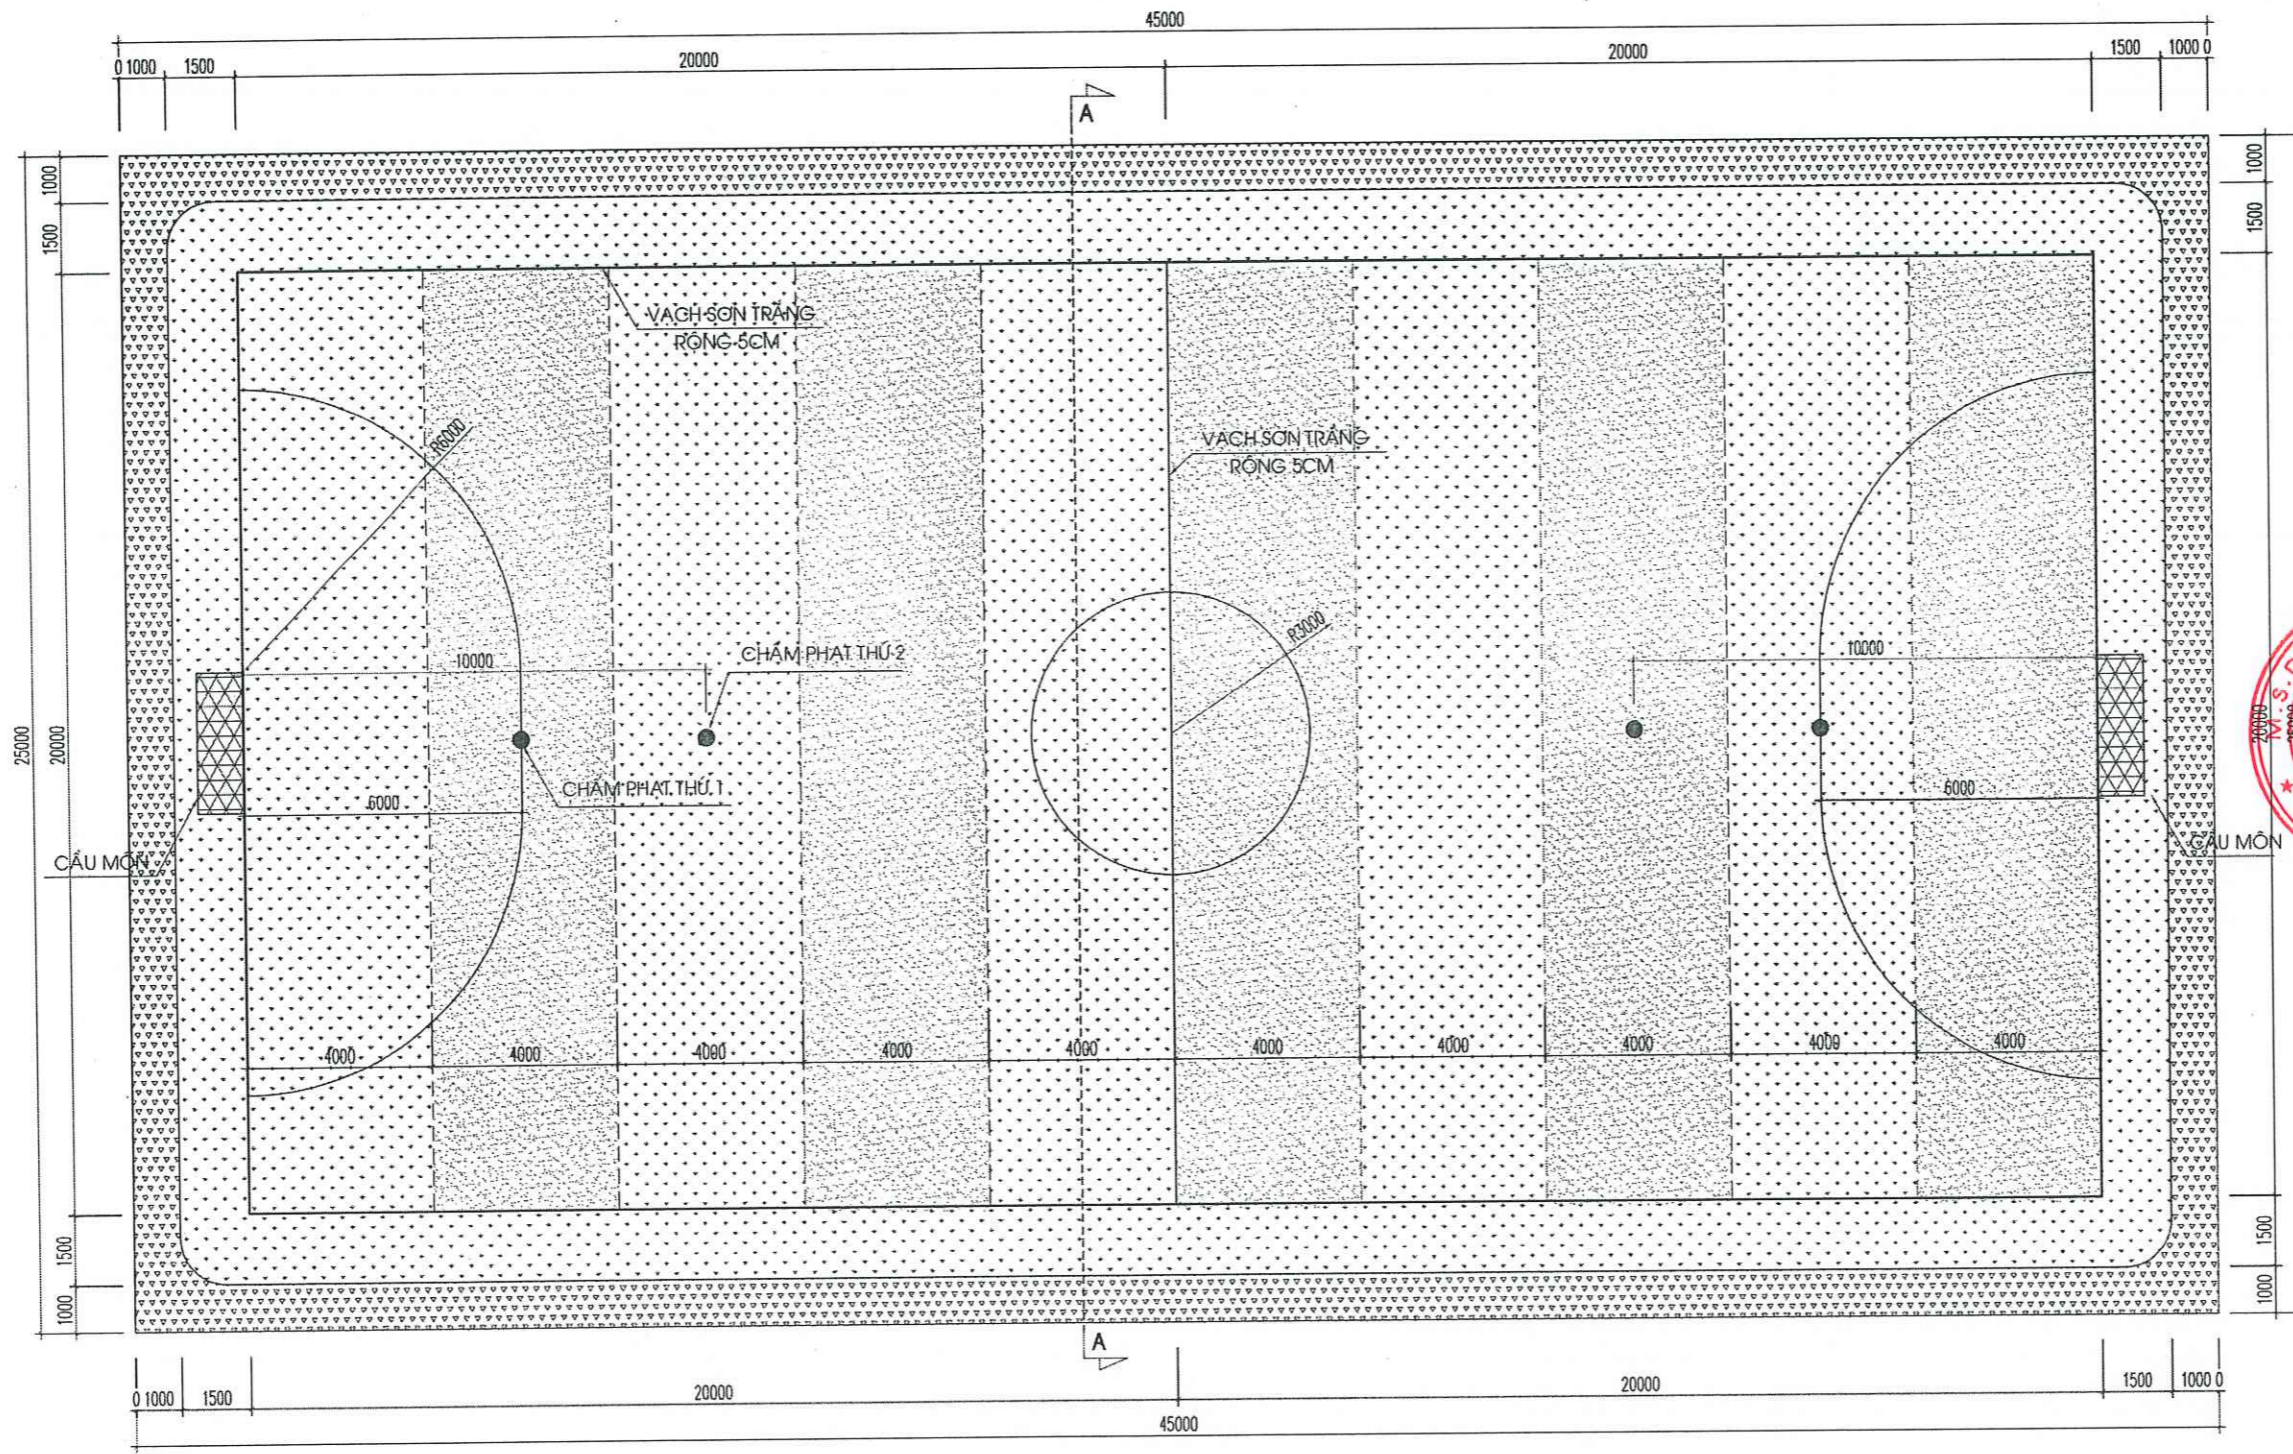 45000
0 1000 1500 20000 20000 1500 1000 0
A
1000
1500
20000
25000
1500
1000
1000
1500
20000
1500
1000
VẠCH SƠN TRẮNG
RỘNG 5CM
R6000
VẠCH SƠN TRẮNG
RỘNG 5CM
R3000
10000
CHẤM PHẠT THỨ 2
10000
CHẤM PHẠT THỨ 1
6000
6000
CẦU MÔN
CẦU MÔN
4000 4000 4000 4000 4000 4000 4000 4000 4000 4000
A
0 1000 1500 20000 20000 1500 1000 0
45000
M.S.